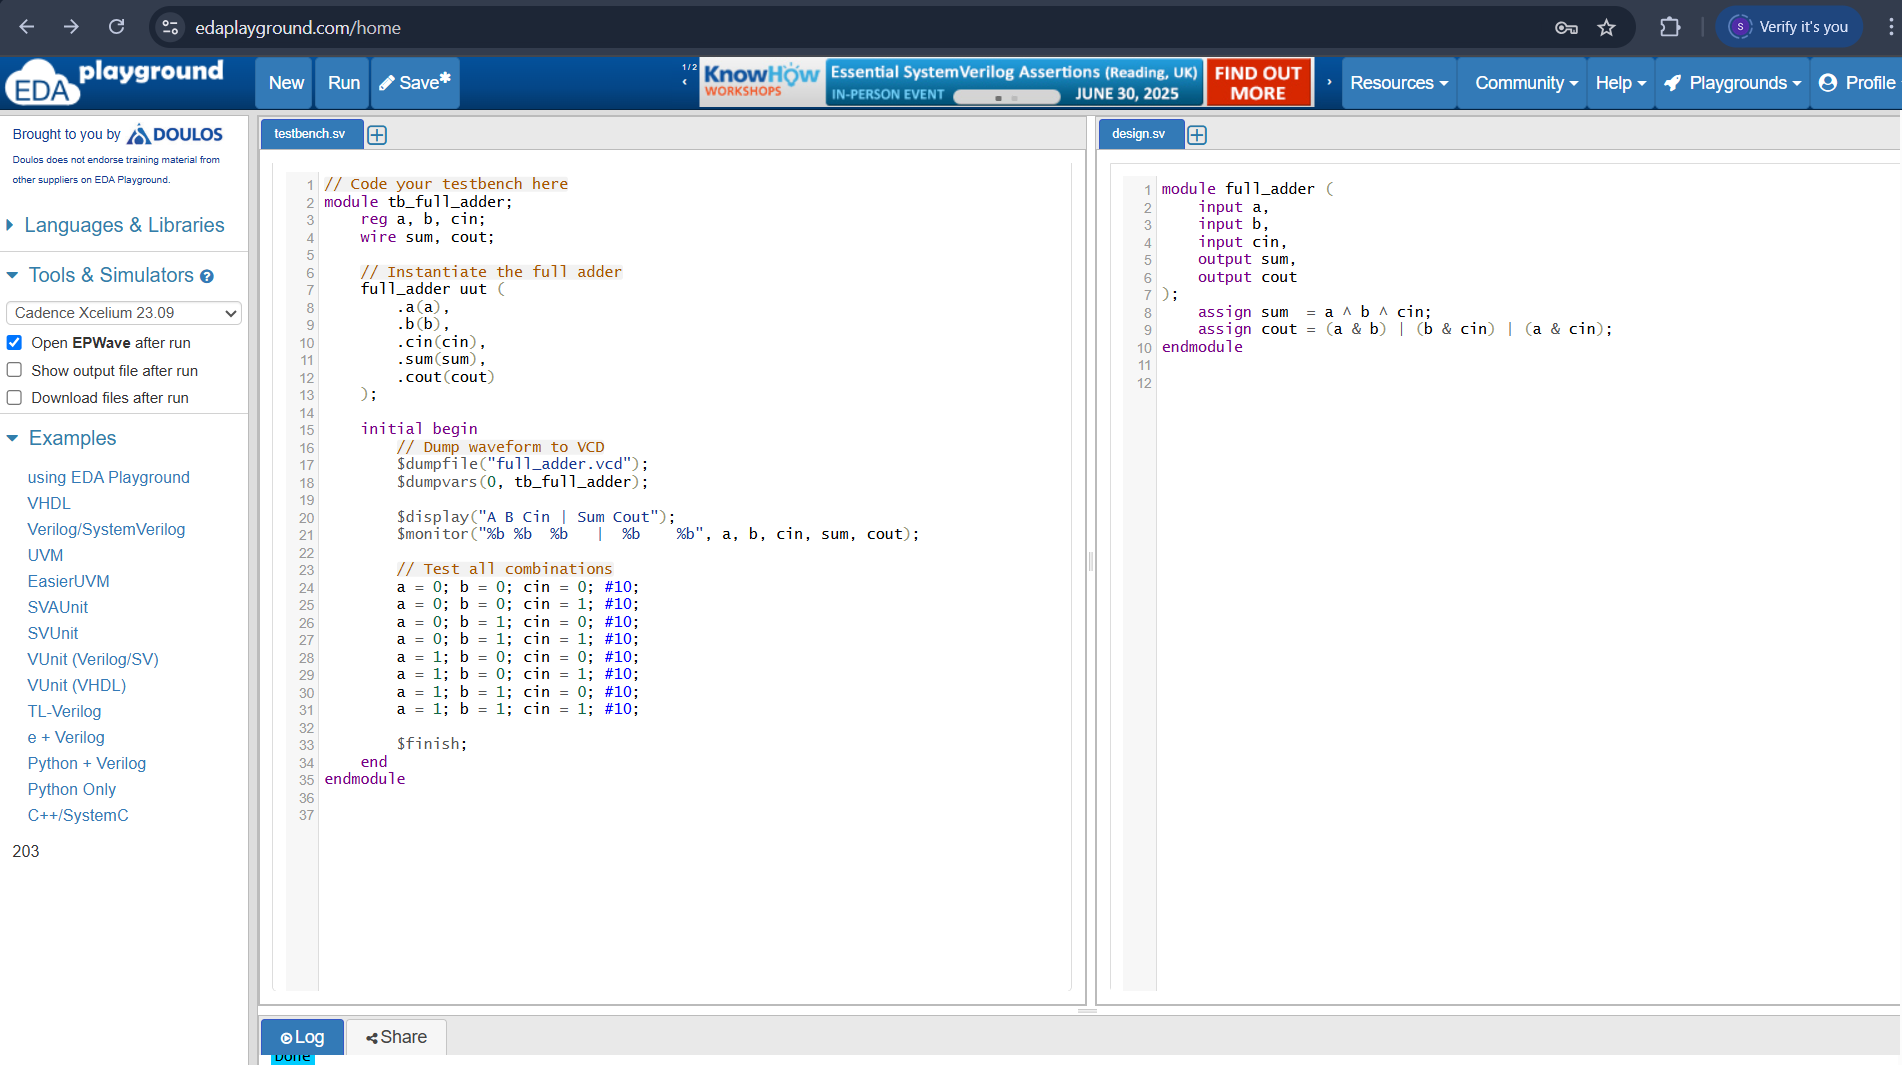 edaplayground.com/home
Verify it's you
S
EDA playground
New
Run
Save*
1/2
KnowHow
WORKSHOPS
Essential SystemVerilog Assertions (Reading, UK)
IN-PERSON EVENT
JUNE 30, 2025
FIND OUT
MORE
Resources
Community
Help
Playgrounds
Profile
Brought to you by DOULOS
Doulos does not endorse training material from
other suppliers on EDA Playground.
Languages & Libraries
Tools & Simulators ?
Cadence Xcelium 23.09
Open EPWave after run
Show output file after run
Download files after run
Examples
using EDA Playground
VHDL
Verilog/SystemVerilog
UVM
EasierUVM
SVAUnit
SVUnit
VUnit (Verilog/SV)
VUnit (VHDL)
TL-Verilog
e + Verilog
Python + Verilog
Python Only
C++/SystemC
203
testbench.sv
1 // Code your testbench here
2 module tb_full_adder;
3     reg a, b, cin;
4     wire sum, cout;
5
6     // Instantiate the full adder
7     full_adder uut (
8         .a(a),
9         .b(b),
10         .cin(cin),
11         .sum(sum),
12         .cout(cout)
13     );
14
15     initial begin
16         // Dump waveform to VCD
17         $dumpfile("full_adder.vcd");
18         $dumpvars(0, tb_full_adder);
19
20         $display("A B Cin | Sum Cout");
21         $monitor("%b %b  %b   |  %b    %b", a, b, cin, sum, cout);
22
23         // Test all combinations
24         a = 0; b = 0; cin = 0; #10;
25         a = 0; b = 0; cin = 1; #10;
26         a = 0; b = 1; cin = 0; #10;
27         a = 0; b = 1; cin = 1; #10;
28         a = 1; b = 0; cin = 0; #10;
29         a = 1; b = 0; cin = 1; #10;
30         a = 1; b = 1; cin = 0; #10;
31         a = 1; b = 1; cin = 1; #10;
32
33         $finish;
34     end
35 endmodule
36
37
design.sv
1 module full_adder (
2     input a,
3     input b,
4     input cin,
5     output sum,
6     output cout
7 );
8     assign sum  = a ^ b ^ cin;
9     assign cout = (a & b) | (b & cin) | (a & cin);
10 endmodule
11
12
Log
Share
Done